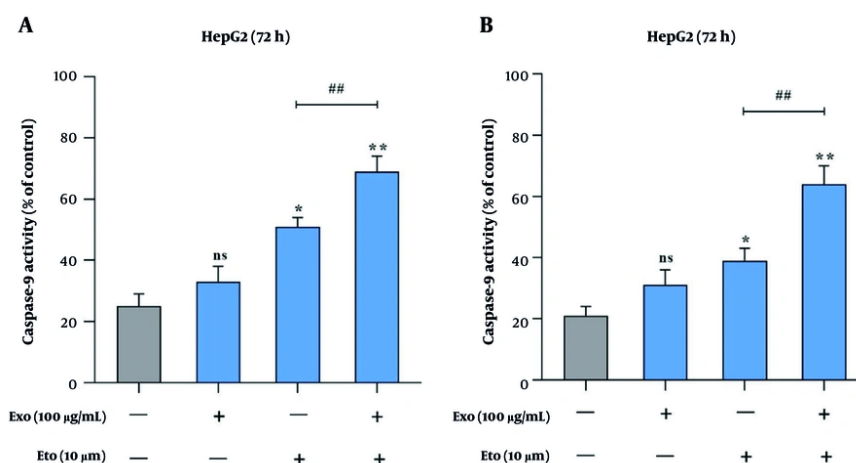 A
HepG2 (72 h)
Caspase-9 activity (% of control)
100
80
60
40
20
0
ns
*
**
##
Exo (100 µg/mL) — + — +
Eto (10 µm) — — + +
B
HepG2 (72 h)
Caspase-9 activity (% of control)
100
80
60
40
20
0
ns
*
**
##
Exo (100 µg/mL) — + — +
Eto (10 µm) — — + +